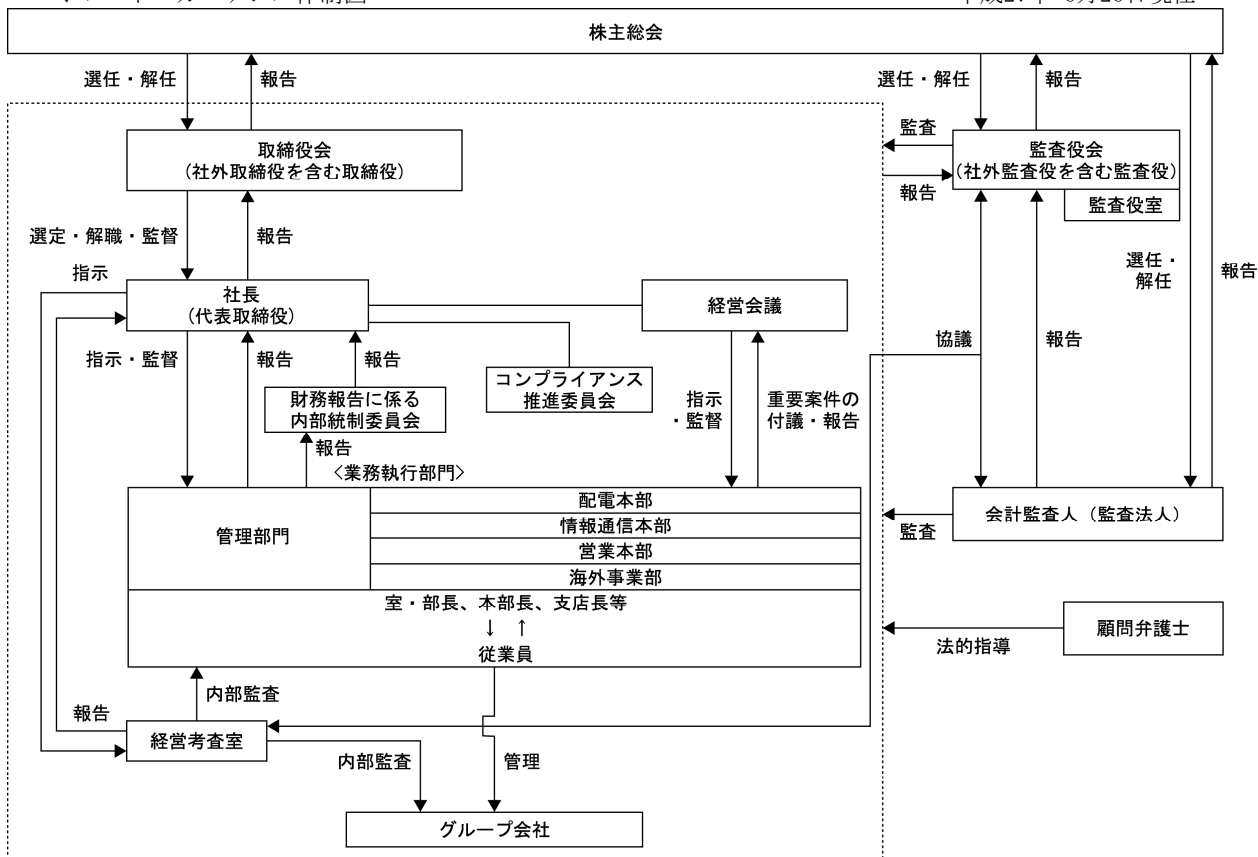 株主総会
選任・解任
報告
選任・解任
報告
監査
取締役会
(社外取締役を含む取締役)
監査役会
(社外監査役を含む監査役)
報告
監査役室
選定・解職・監督
報告
選任・
解任
報告
指示
社長
(代表取締役)
経営会議
協議
報告
指示・監督
報告
報告
コンプライアンス
推進委員会
財務報告に係る
内部統制委員会
指示
・監督
重要案件の
付議・報告
報告
〈業務執行部門〉
管理部門
配電本部
情報通信本部
営業本部
海外事業部
会計監査人（監査法人）
監査
室・部長、本部長、支店長等
↓ ↑
従業員
顧問弁護士
法的指導
内部監査
報告
経営考査室
内部監査
管理
グループ会社